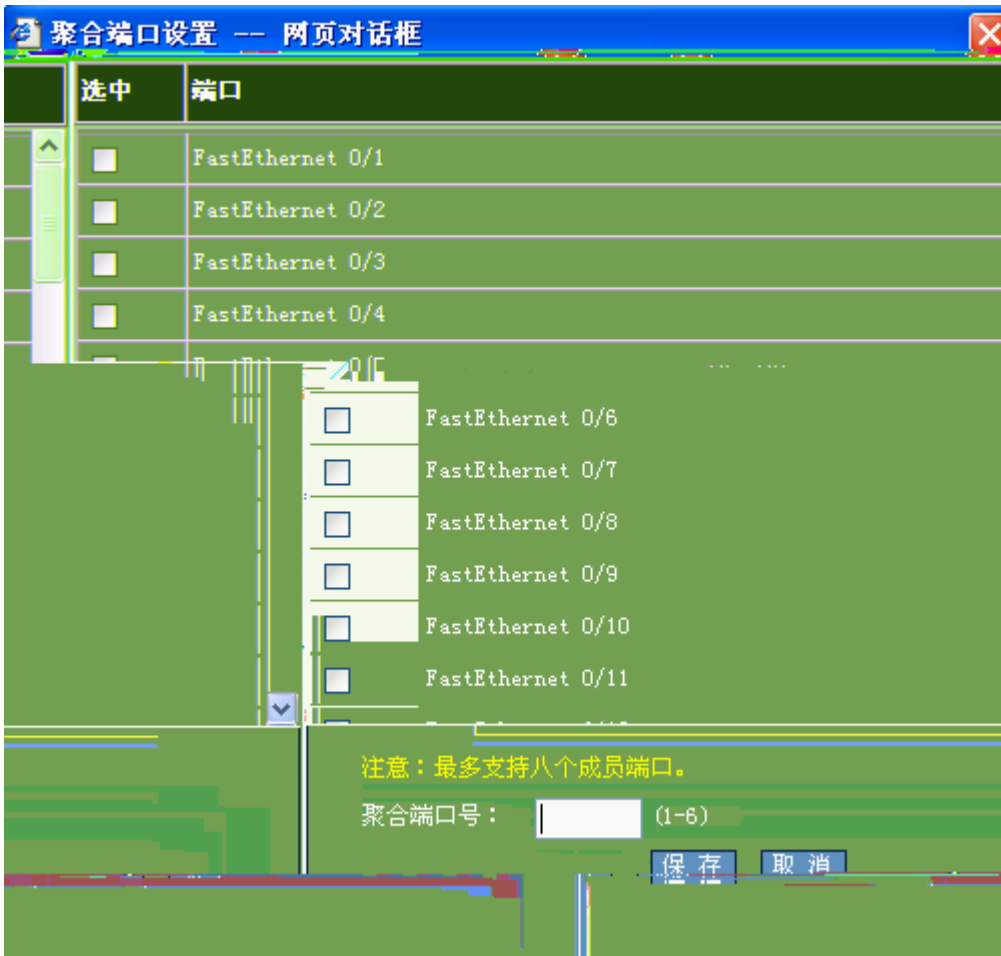 聚合端口设置 -- 网页对话框
选中 端口
FastEthernet 0/1
FastEthernet 0/2
FastEthernet 0/3
FastEthernet 0/4
FastEthernet 0/6
FastEthernet 0/7
FastEthernet 0/8
FastEthernet 0/9
FastEthernet 0/10
FastEthernet 0/11
注意：最多支持八个成员端口。
聚合端口号： (1-6)
保存 取消